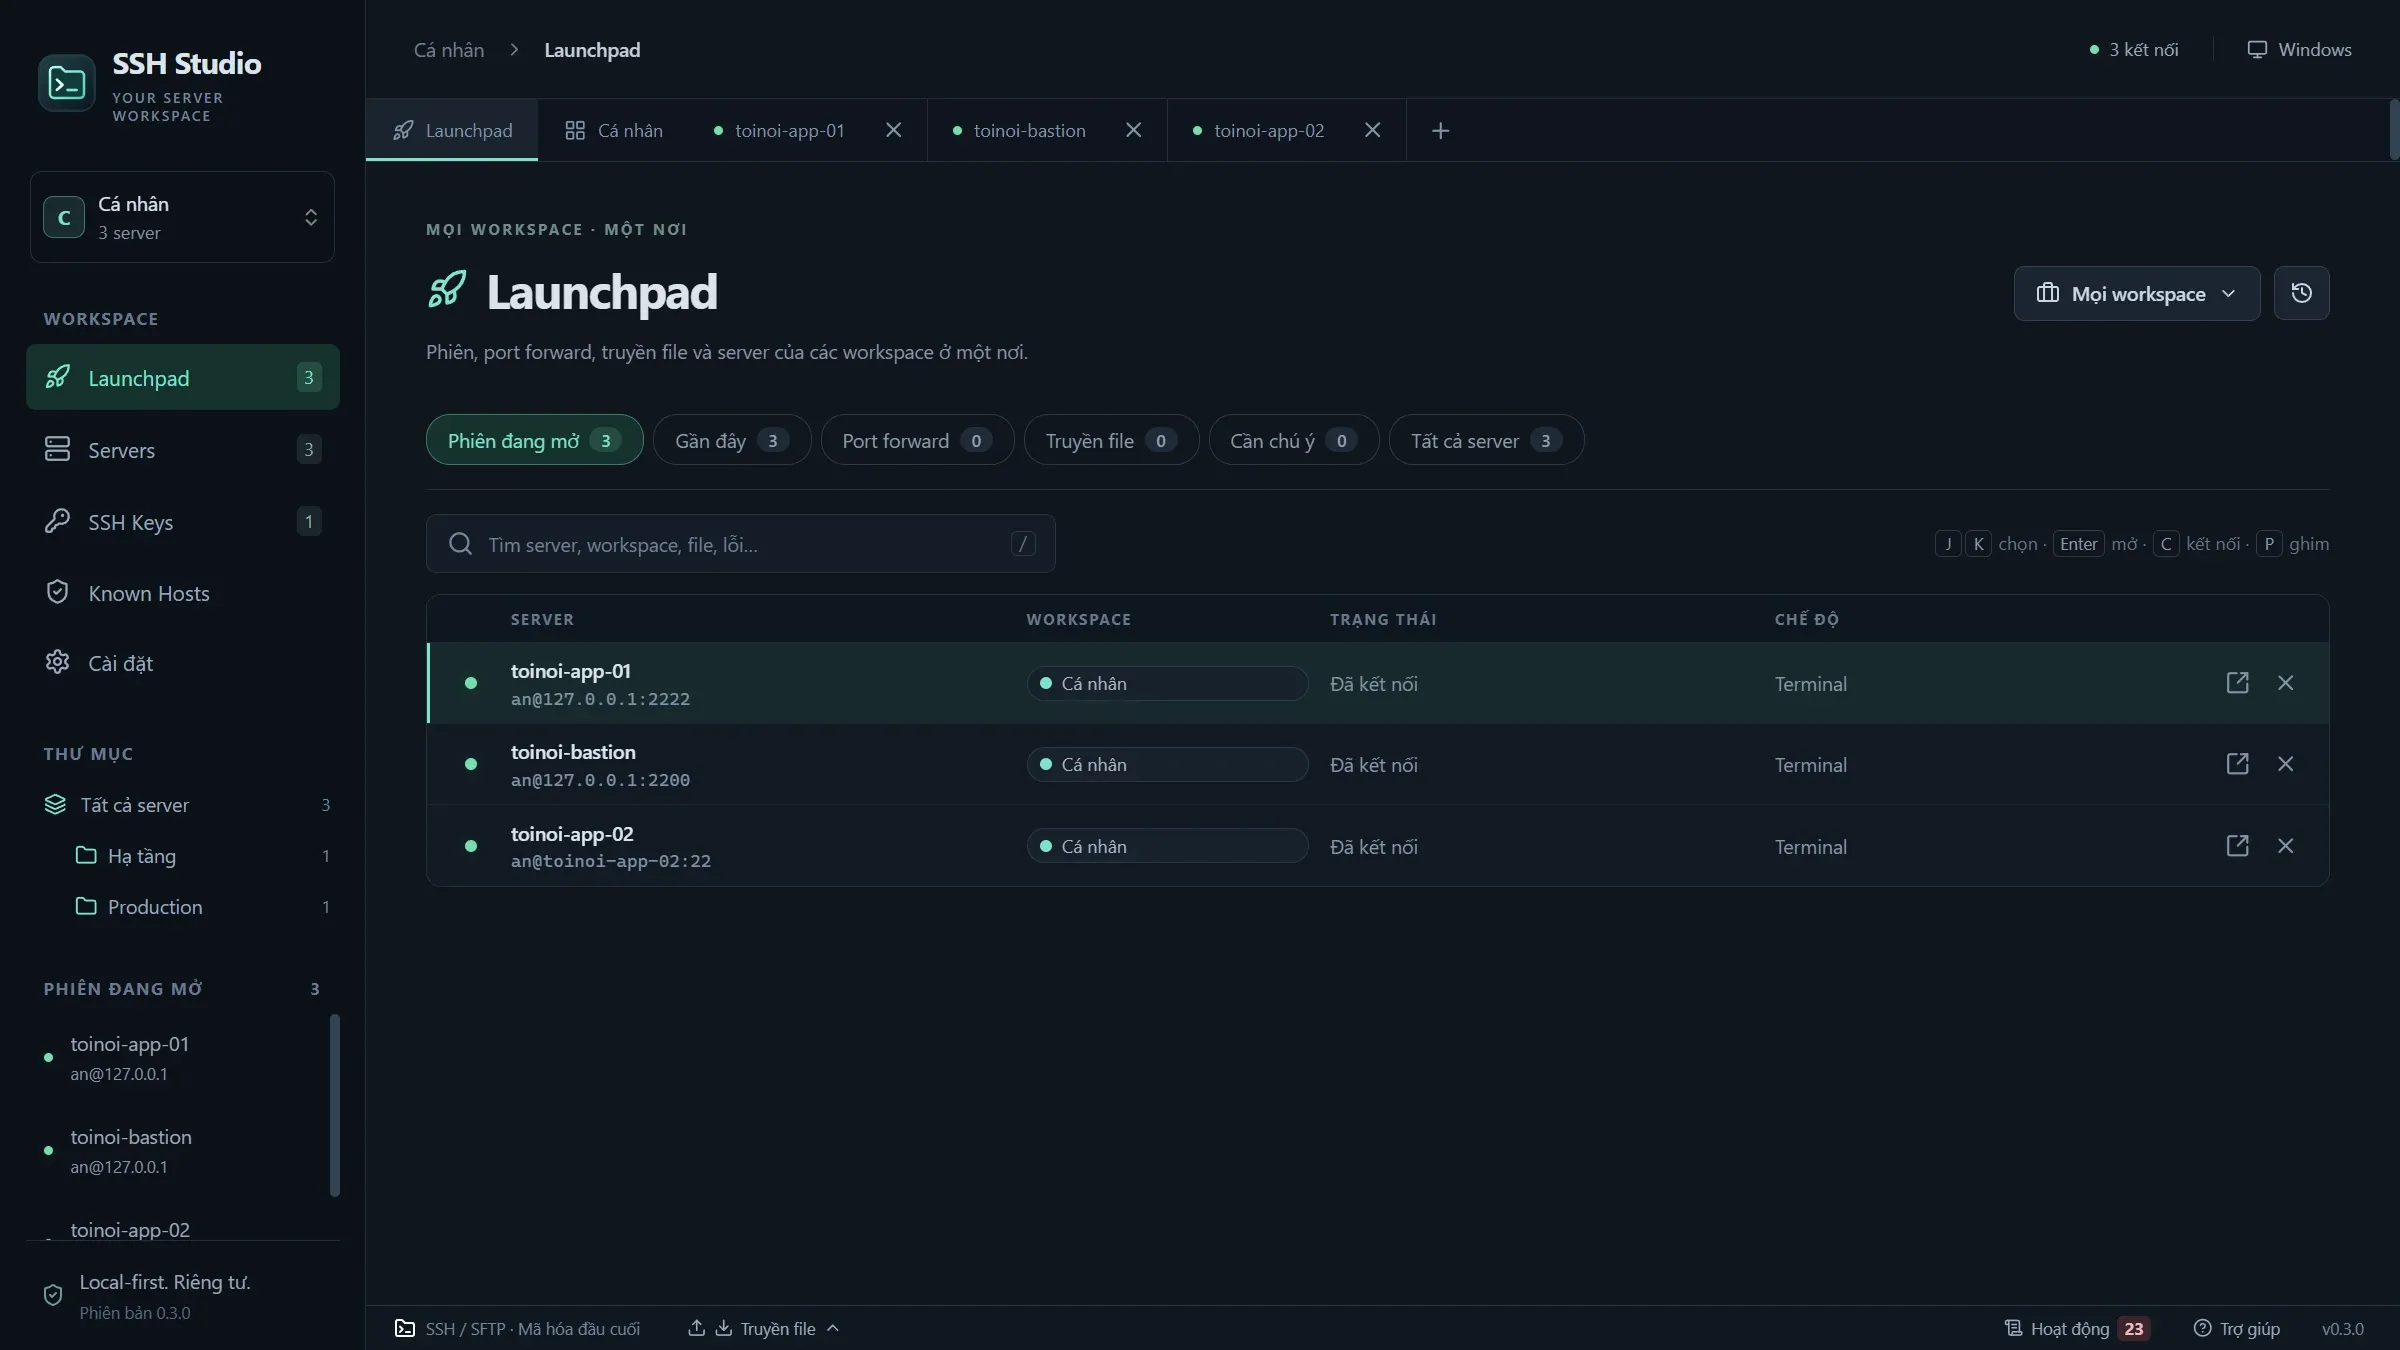 SSH Studio
YOUR SERVER
WORKSPACE
C
Cá nhân
3 server
WORKSPACE
Launchpad 3
Servers 3
SSH Keys 1
Known Hosts
Cài đặt
THƯ MỤC
Tất cả server 3
Hạ tầng 1
Production 1
PHIÊN ĐANG MỞ 3
toinoi-app-01
an@127.0.0.1
toinoi-bastion
an@127.0.0.1
toinoi-app-02
Local-first. Riêng tư.
Phiên bản 0.3.0
Cá nhân > Launchpad
3 kết nối
Windows
Launchpad
Cá nhân
toinoi-app-01
toinoi-bastion
toinoi-app-02
MỌI WORKSPACE · MỘT NƠI
Launchpad
Mọi workspace
Phiên, port forward, truyền file và server của các workspace ở một nơi.
Phiên đang mở 3
Gần đây 3
Port forward 0
Truyền file 0
Cần chú ý 0
Tất cả server 3
Tìm server, workspace, file, lỗi... /
J K chọn · Enter mở · C kết nối · P ghim
SERVER WORKSPACE TRẠNG THÁI CHẾ ĐỘ
toinoi-app-01
an@127.0.0.1:2222
Cá nhân Đã kết nối Terminal
toinoi-bastion
an@127.0.0.1:2200
Cá nhân Đã kết nối Terminal
toinoi-app-02
an@toinoi-app-02:22
Cá nhân Đã kết nối Terminal
SSH / SFTP · Mã hóa đầu cuối
Truyền file
Hoạt động 23
Trợ giúp
v0.3.0